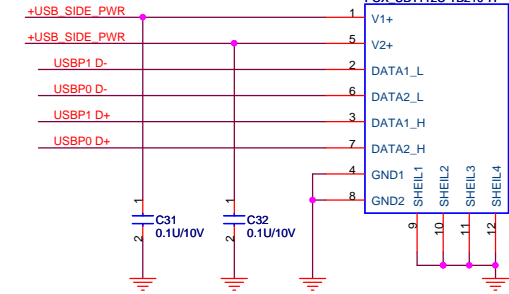 +USB_SIDE_PWR
1
V1+
+USB_SIDE_PWR
5
V2+
USBP1 D-
2
DATA1_L
USBP0 D-
6
DATA2_L
USBP1 D+
3
DATA1_H
USBP0 D+
7
DATA2_H
4
GND1
8
GND2
SHEIL1
SHEIL2
SHEIL3
SHEIL4
9
10
11
12
1
C31
0.1U/10V
2
1
C32
0.1U/10V
2